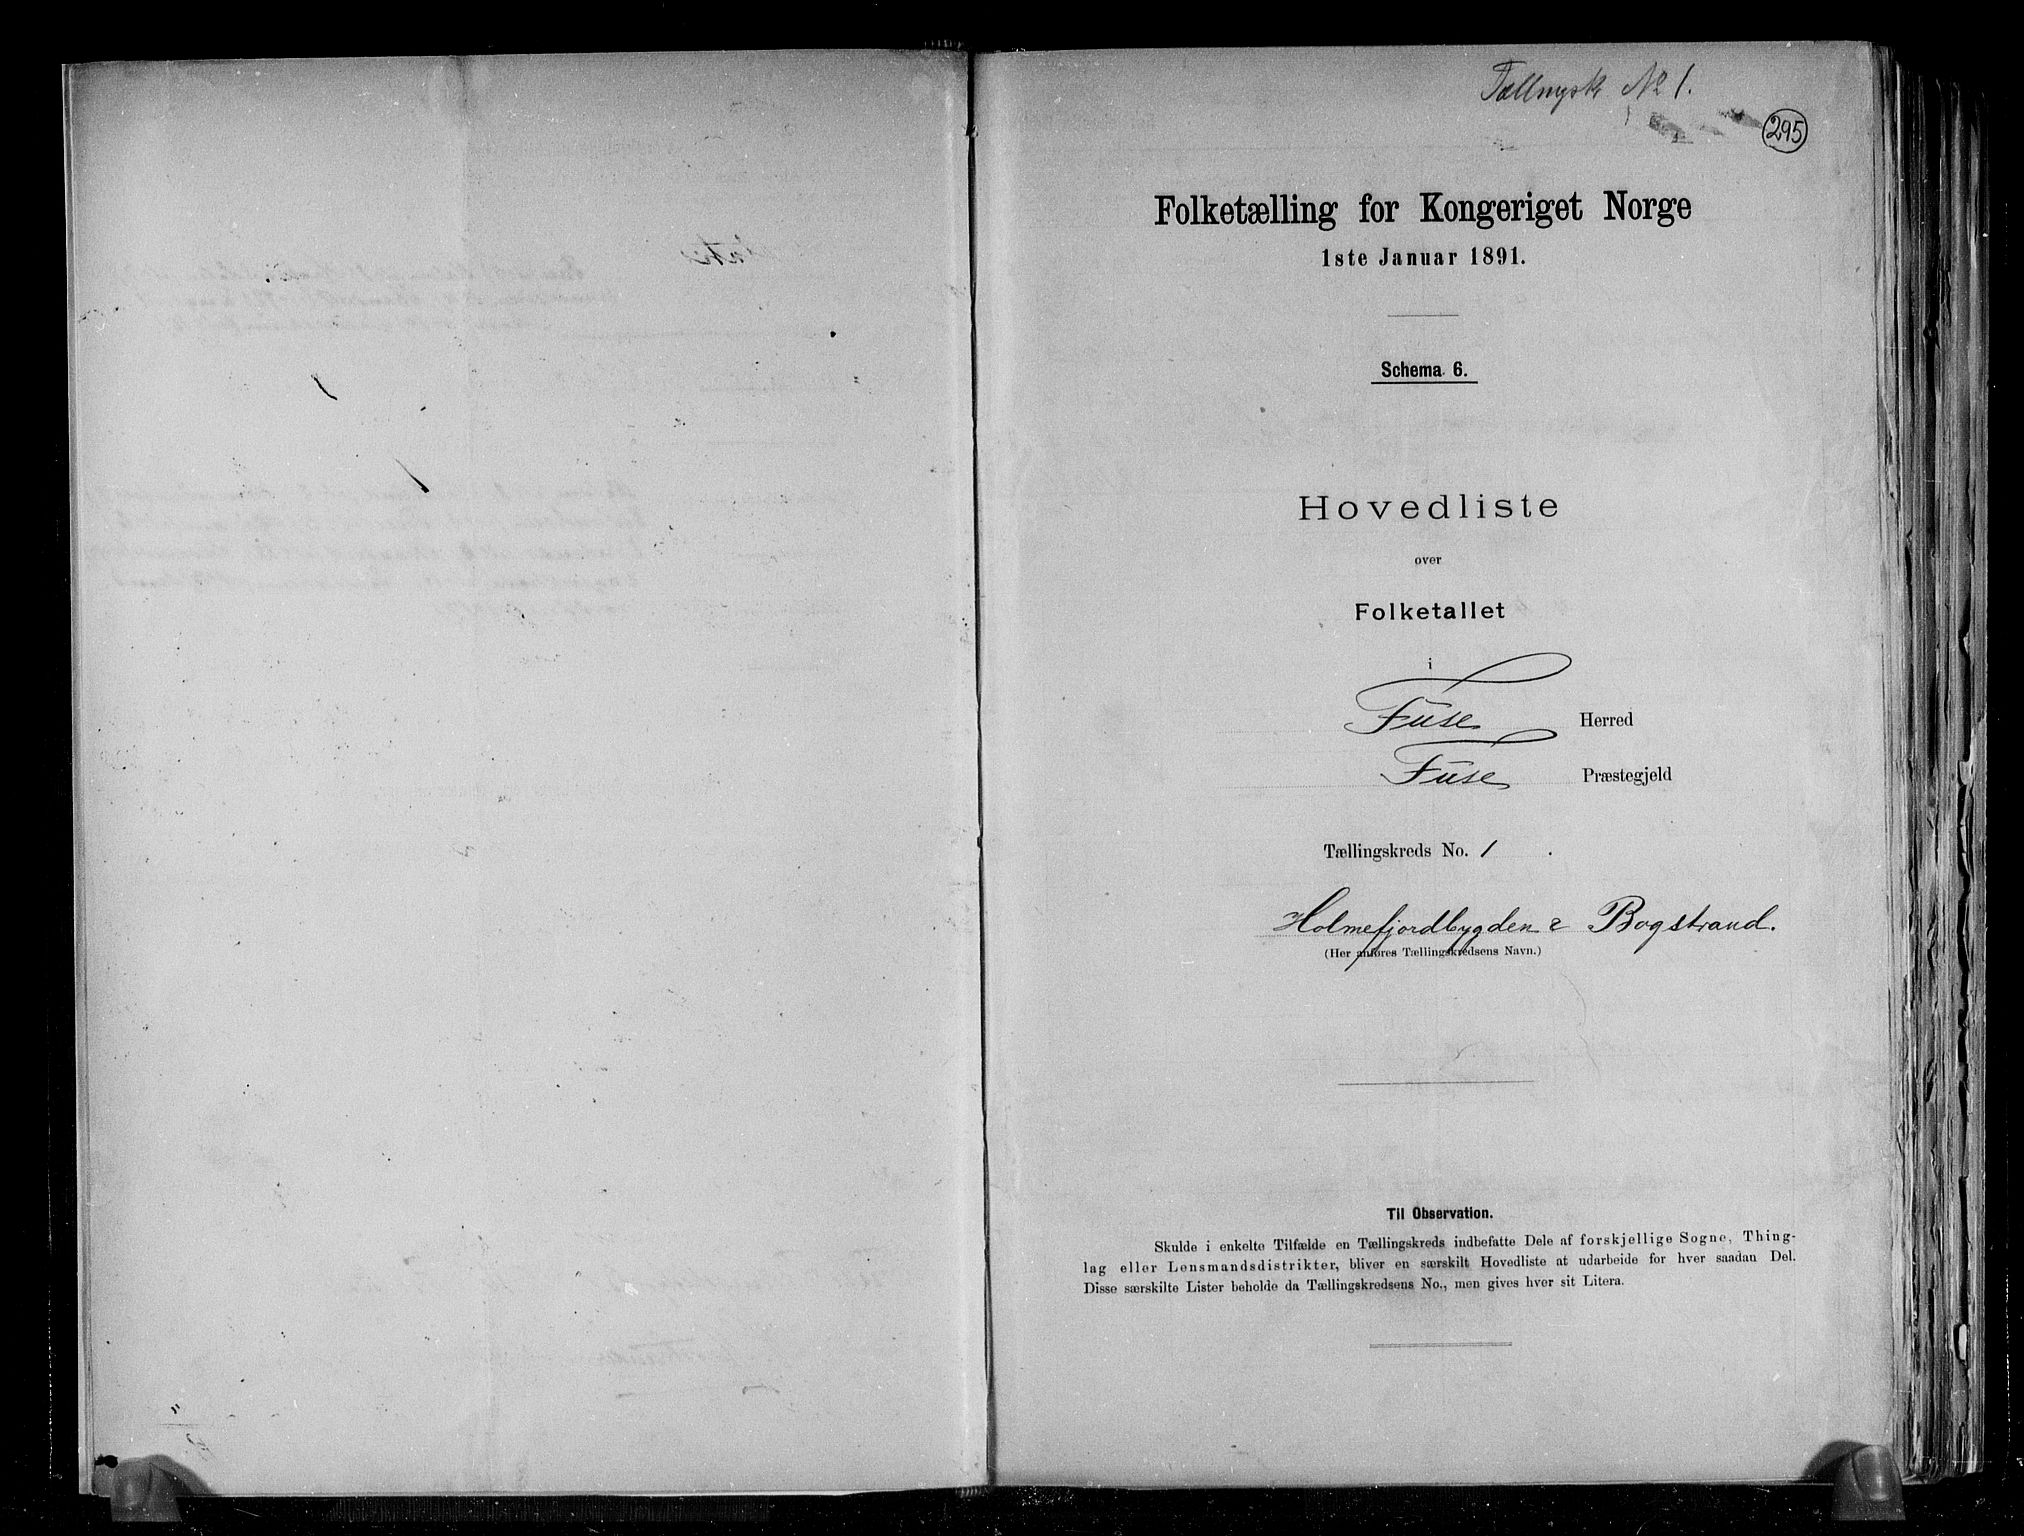 Tællingsk No 1.
295
Folketælling for Kongeriget Norge
1ste Januar 1891.
Schema 6.
Hovedliste
over
Folketallet
i
Fuse Herred
Fuse Præstegjeld
Tællingskreds No. 1.
Holmefjordbygden & Bogstrand.
(Her anføres Tællingskredsens Navn.)
Til Observation.
Skulde i enkelte Tilfælde en Tællingskreds indbefatte Dele af forskjellige Sogne, Thing-
lag eller Lensmandsdistrikter, bliver en særskilt Hovedliste at udarbeide for hver saadan Del.
Disse særskilte Lister beholde da Tællingskredsens No., men gives hver sit Litera.